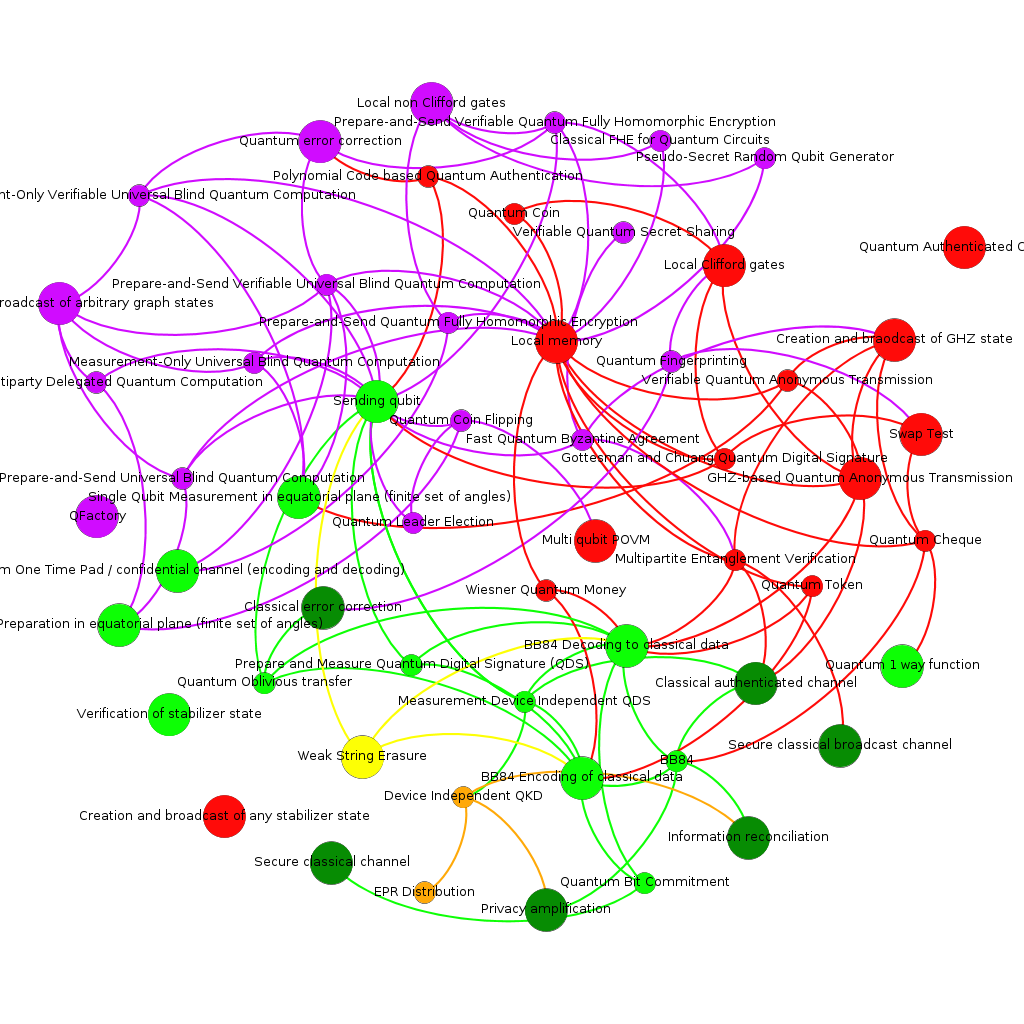 Local non Clifford gates
Prepare-and-Send Verifiable Quantum Fully Homomorphic Encryption
Quantum error correction
Classical FHE for Quantum Circuits
Pseudo-Secret Random Qubit Generator
Polynomial Code based Quantum Authentication
nt-Only Verifiable Universal Blind Quantum Computation
Quantum Coin
Verifiable Quantum Secret Sharing
Quantum Authenticated C
Local Clifford gates
Prepare-and-Send Verifiable Universal Blind Quantum Computation
roadcast of arbitrary graph states
Prepare-and-Send Quantum Fully Homomorphic Encryption
Local memory
Creation and braodcast of GHZ state
Measurement-Only Universal Blind Quantum Computation
Quantum Fingerprinting
tiparty Delegated Quantum Computation
Verifiable Quantum Anonymous Transmission
Sending qubit
Quantum Coin Flipping
Fast Quantum Byzantine Agreement
Swap Test
Gottesman and Chuang Quantum Digital Signature
Prepare-and-Send Universal Blind Quantum Computation
GHZ-based Quantum Anonymous Transmission
Single Qubit Measurement in equatorial plane (finite set of angles)
QFactory
Quantum Leader Election
Multi qubit POVM
Quantum Cheque
Multipartite Entanglement Verification
m One Time Pad / confidential channel (encoding and decoding)
Quantum Token
Wiesner Quantum Money
Classical error correction
Preparation in equatorial plane (finite set of angles)
BB84 Decoding to classical data
Prepare and Measure Quantum Digital Signature (QDS)
Quantum 1 way function
Quantum Oblivious transfer
Classical authenticated channel
Measurement Device Independent QDS
Verification of stabilizer state
Secure classical broadcast channel
Weak String Erasure
BB84
BB84 Encoding of classical data
Device Independent QKD
Creation and broadcast of any stabilizer state
Information reconciliation
Secure classical channel
Quantum Bit Commitment
EPR Distribution
Privacy amplification